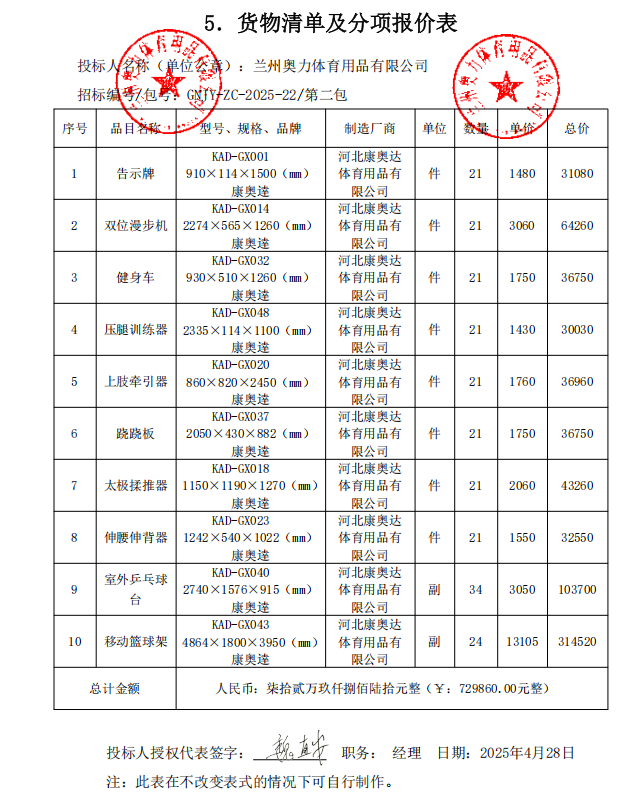 5. 货物清单及分项报价表
投标人名称（单位公章）：兰州奥力体育用品有限公司
招标编号/包号：GNJY-ZC-2025-22/第二包
序号 品目名称 型号、规格、品牌 制造厂商 单位 数量 单价 总价
1 告示牌 KAD-GX001 910×114×1500（mm） 康奥達 河北康奥达体育用品有限公司 件 21 1480 31080
2 双位漫步机 KAD-GX014 2274×565×1260（mm） 康奥達 河北康奥达体育用品有限公司 件 21 3060 64260
3 健身车 KAD-GX032 930×510×1260（mm） 康奥達 河北康奥达体育用品有限公司 件 21 1750 36750
4 压腿训练器 KAD-GX048 2335×114×1100（mm） 康奥達 河北康奥达体育用品有限公司 件 21 1430 30030
5 上肢牵引器 KAD-GX020 860×820×2450（mm） 康奥達 河北康奥达体育用品有限公司 件 21 1760 36960
6 跷跷板 KAD-GX037 2050×430×882（mm） 康奥達 河北康奥达体育用品有限公司 件 21 1750 36750
7 太极揉推器 KAD-GX018 1150×1190×1270（mm） 康奥達 河北康奥达体育用品有限公司 件 21 2060 43260
8 伸腰伸背器 KAD-GX023 1242×540×1022（mm） 康奥達 河北康奥达体育用品有限公司 件 21 1550 32550
9 室外乒乓球台 KAD-GX040 2740×1576×915（mm） 康奥達 河北康奥达体育用品有限公司 副 34 3050 103700
10 移动篮球架 KAD-GX043 4864×1800×3950（mm） 康奥達 河北康奥达体育用品有限公司 副 24 13105 314520
总计金额 人民币：柒拾贰万玖仟捌佰陆拾元整（￥：729860.00元整）
投标人授权代表签字： 职务： 经理 日期：2025年4月28日
注：此表在不改变表式的情况下可自行制作。